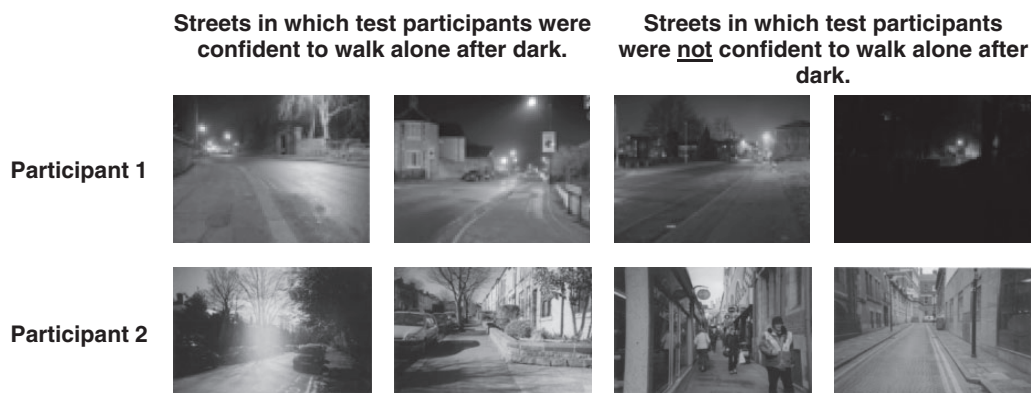 Streets in which test participants were
confident to walk alone after dark.
Streets in which test participants
were not confident to walk alone after
dark.
Participant 1
Participant 2